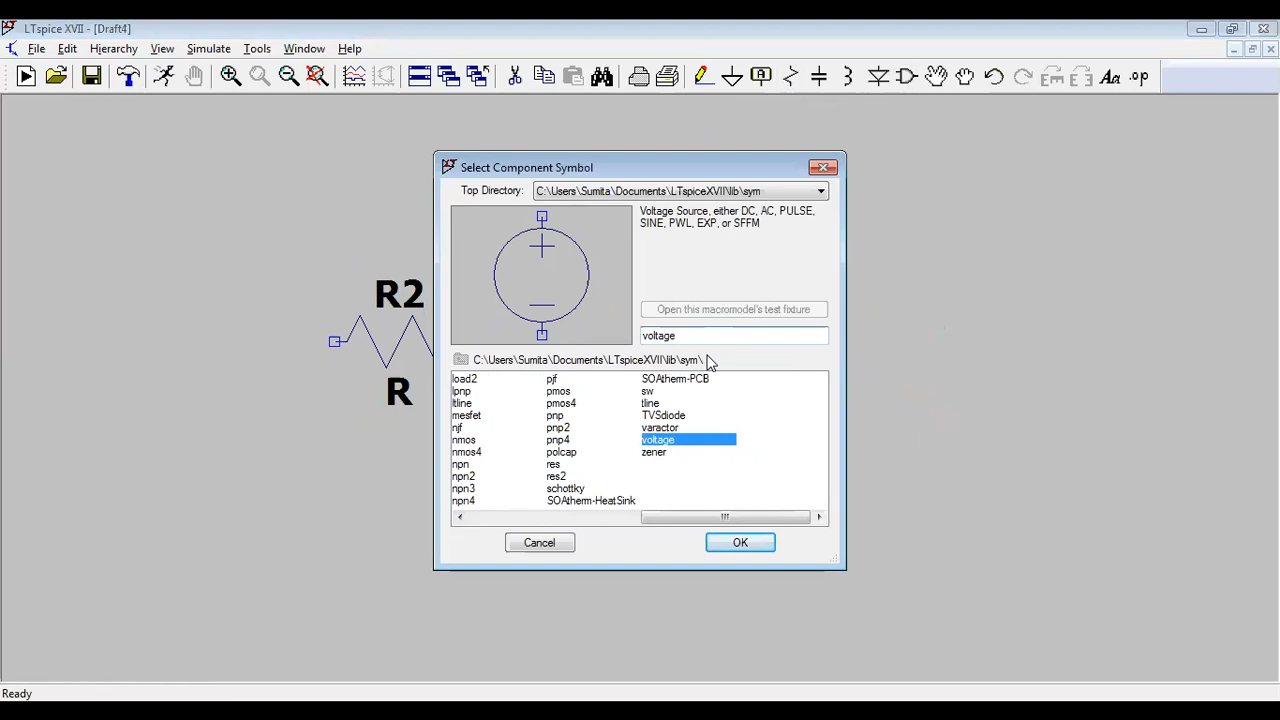 LTspice XVII - [Draft4]
File Edit Hierarchy View Simulate Tools Window Help
A Aa .op
Select Component Symbol
Top Directory: C:\Users\Sumita\Documents\LTspiceXVII\lib\sym
Voltage Source, either DC, AC, PULSE,
SINE, PWL, EXP, or SFFM
R2
R
Open this macromodel's test fixture
voltage
C:\Users\Sumita\Documents\LTspiceXVII\lib\sym\
load2 pjf SOAtherm-PCB
lpnp pmos sw
ltline pmos4 tline
mesfet pnp TVSdiode
njf pnp2 varactor
nmos pnp4 voltage
nmos4 polcap zener
npn res
npn2 res2
npn3 schottky
npn4 SOAtherm-HeatSink
Cancel OK
Ready